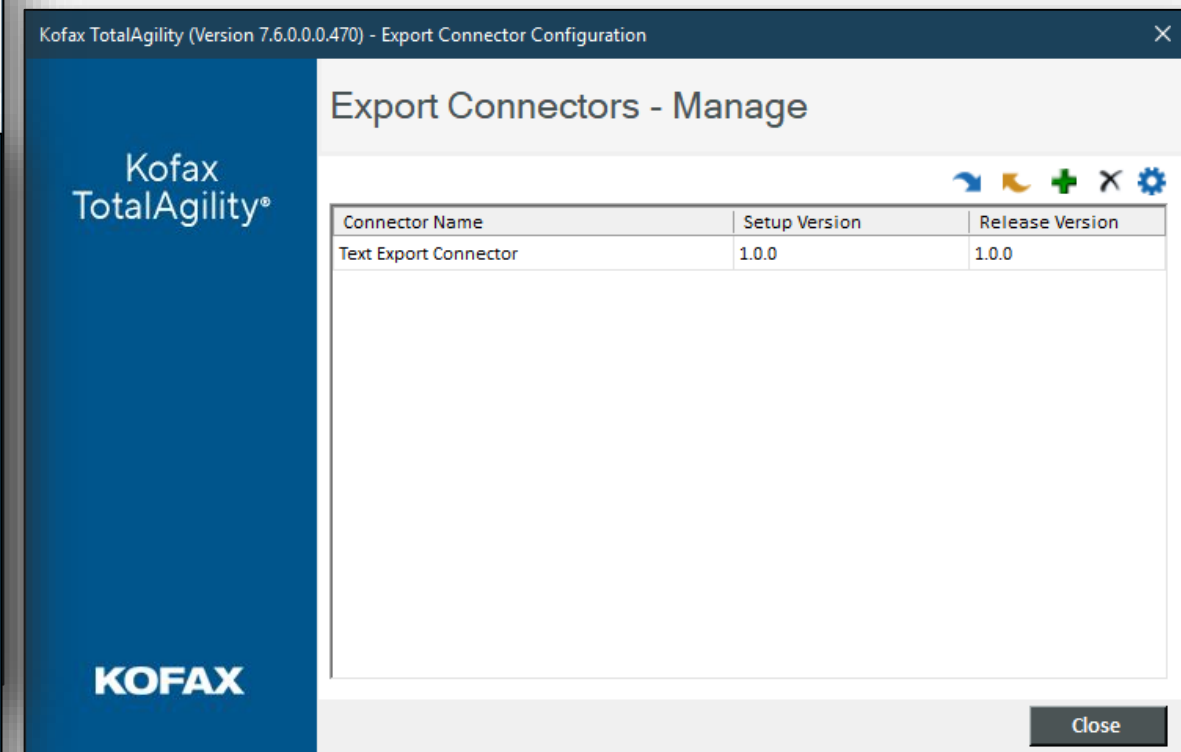 Kofax TotalAgility (Version 7.6.0.0.0.470) - Export Connector Configuration
Kofax
TotalAgility®
KOFAX
Export Connectors - Manage
Connector Name Setup Version Release Version
Text Export Connector 1.0.0 1.0.0
Close